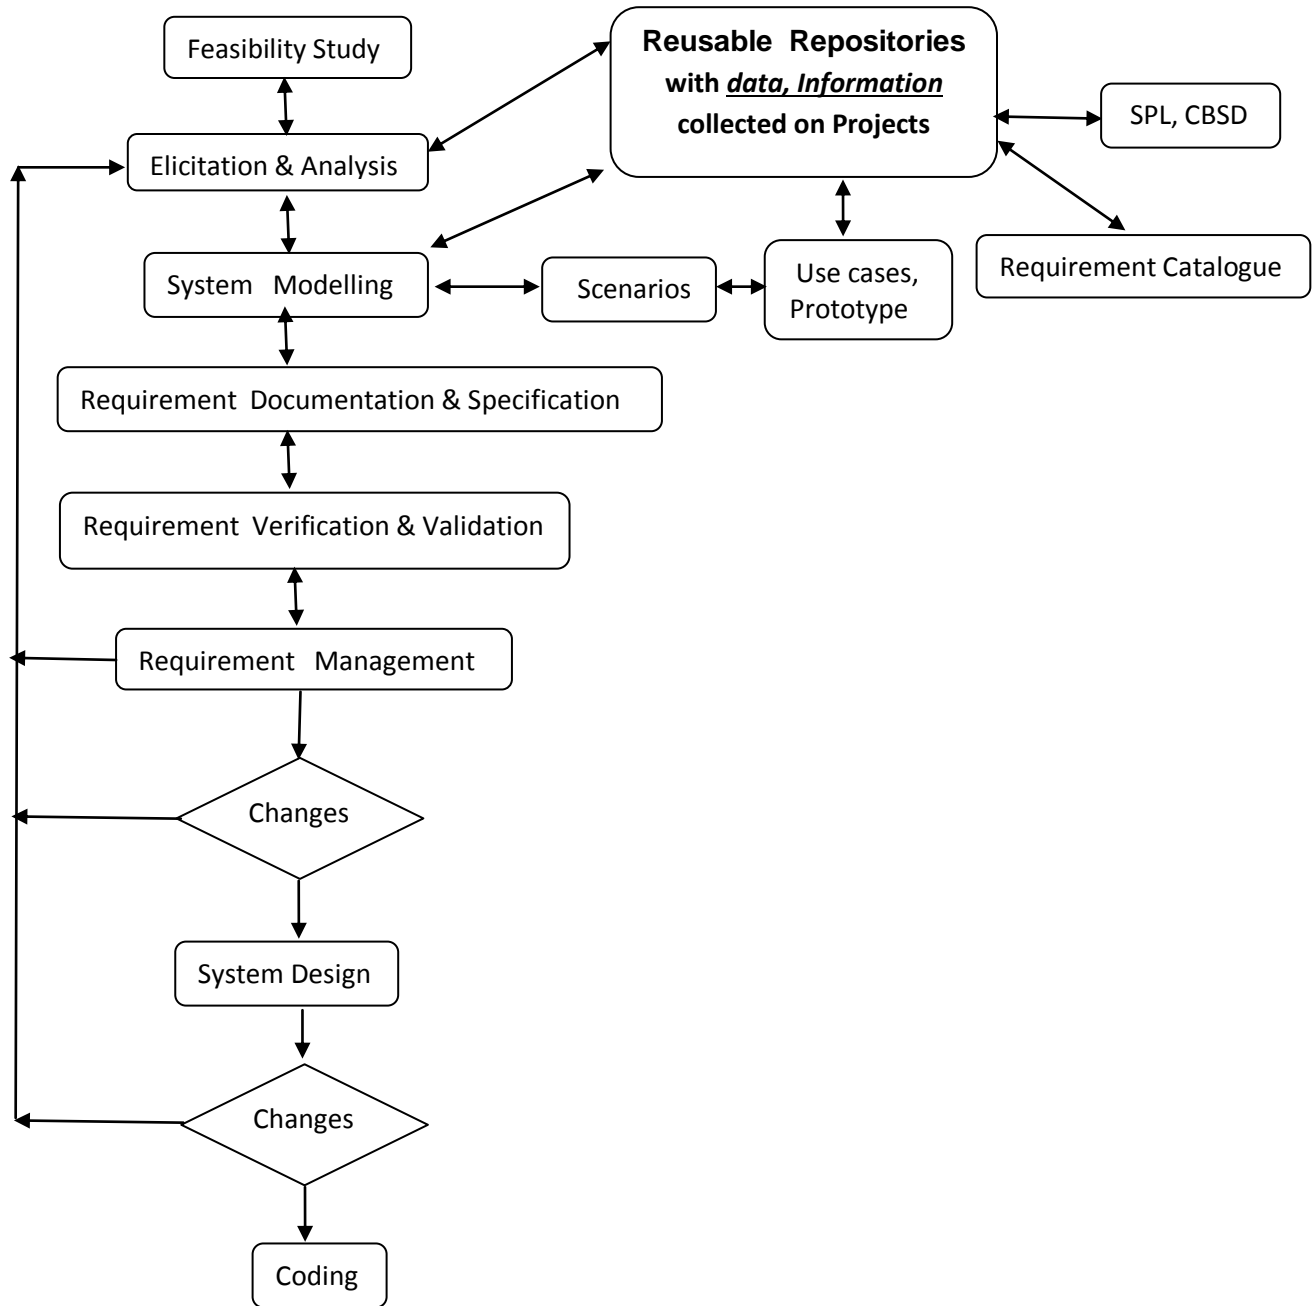 Feasibility Study
Reusable Repositories
with data, Information
collected on Projects
SPL, CBSD
Elicitation & Analysis
System Modelling
Scenarios
Use cases,
Prototype
Requirement Catalogue
Requirement Documentation & Specification
Requirement Verification & Validation
Requirement Management
Changes
System Design
Changes
Coding